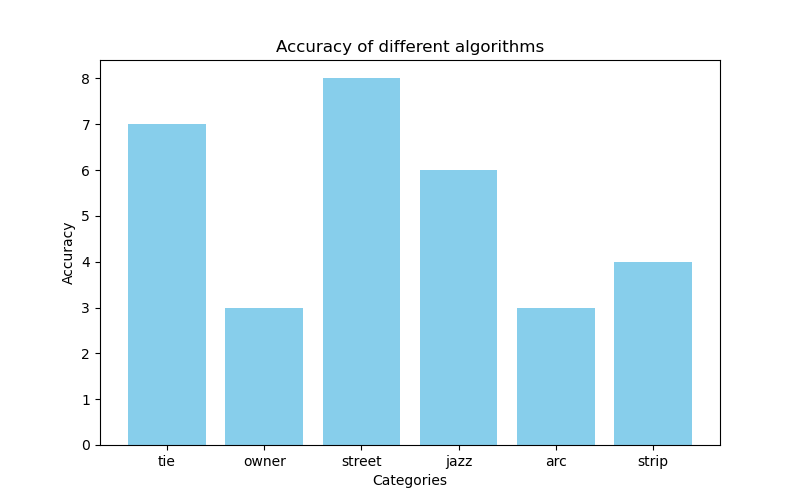 Accuracy of different algorithms
8
7
6
5
4
3
2
1
0
Accuracy
tie owner street jazz arc strip
Categories